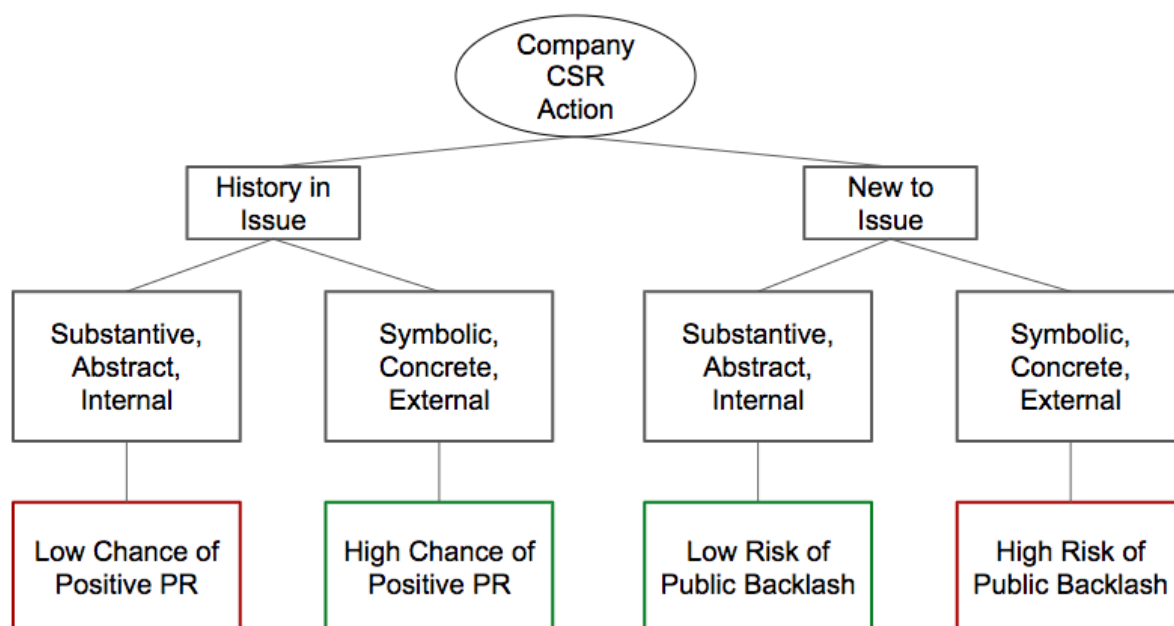 Company
CSR
Action
History in
Issue
New to
Issue
Substantive,
Abstract,
Internal
Symbolic,
Concrete,
External
Substantive,
Abstract,
Internal
Symbolic,
Concrete,
External
Low Chance of
Positive PR
High Chance of
Positive PR
Low Risk of
Public Backlash
High Risk of
Public Backlash